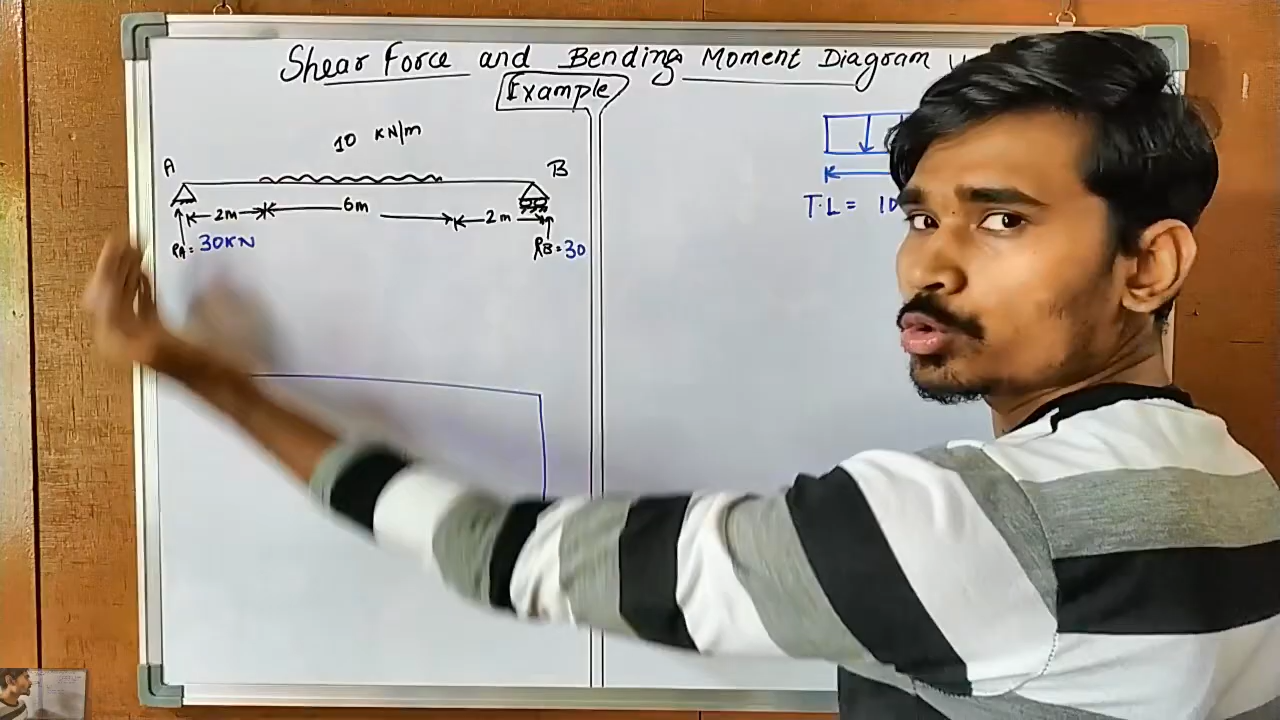 Shear Force and Bending Moment Diagram
Example
10 KN/m
A
B
2m
6m
2m
RA = 30KN
RB = 30
T.L = 10